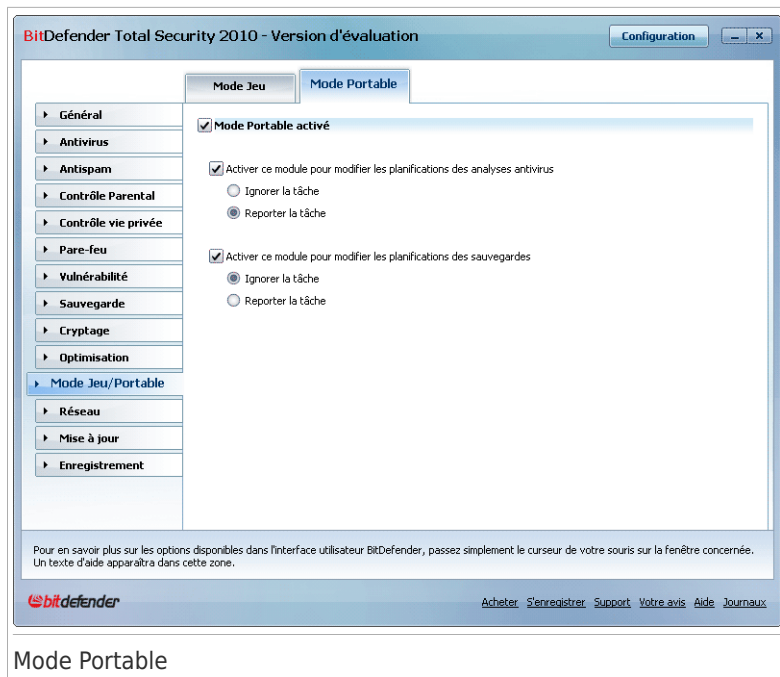 BitDefender Total Security 2010 - Version d'évaluation
Configuration
Mode Jeu
Mode Portable
Général
Antivirus
Antispam
Contrôle Parental
Contrôle vie privée
Pare-feu
Vulnérabilité
Sauvegarde
Cryptage
Optimisation
Mode Jeu/Portable
Réseau
Mise à jour
Enregistrement
Mode Portable activé
Activer ce module pour modifier les planifications des analyses antivirus
Ignorer la tâche
Reporter la tâche
Activer ce module pour modifier les planifications des sauvegardes
Ignorer la tâche
Reporter la tâche
Pour en savoir plus sur les options disponibles dans l'interface utilisateur BitDefender, passez simplement le curseur de votre souris sur la fenêtre concernée.
Un texte d'aide apparaîtra dans cette zone.
bitdefender
Acheter S'enregistrer Support Votre avis Aide Journaux
Mode Portable